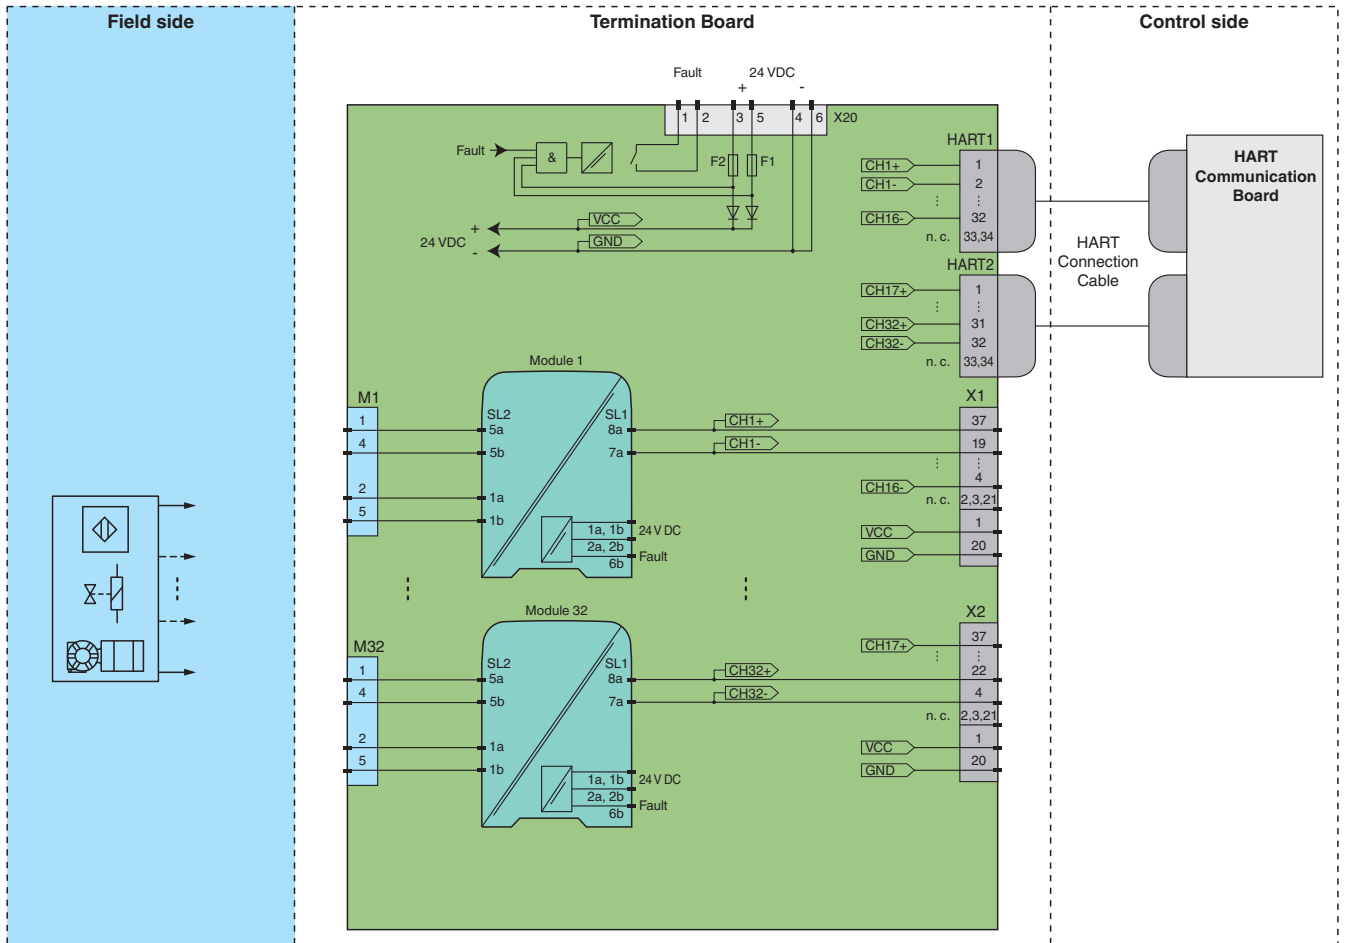 Field side
Termination Board
Control side
Fault
24 VDC
+
-
1
2
3
5
4
6
X20
Fault
&
F2
F1
+
24 VDC
-
VCC
GND
HART1
CH1+
1
CH1-
2
CH16-
32
n. c.
33,34
HART
Communication
Board
HART
Connection
Cable
HART2
CH17+
1
CH32+
31
CH32-
32
n. c.
33,34
Module 1
M1
1
4
2
5
SL2
5a
5b
1a
1b
SL1
8a
7a
1a, 1b
24 V DC
2a, 2b
Fault
6b
CH1+
CH1-
X1
37
19
CH16-
4
n. c.
2,3,21
VCC
1
GND
20
Module 32
M32
1
4
2
5
SL2
5a
5b
1a
1b
SL1
8a
7a
1a, 1b
24 V DC
2a, 2b
Fault
6b
CH32+
CH32-
X2
CH17+
37
22
4
n. c.
2,3,21
VCC
1
GND
20